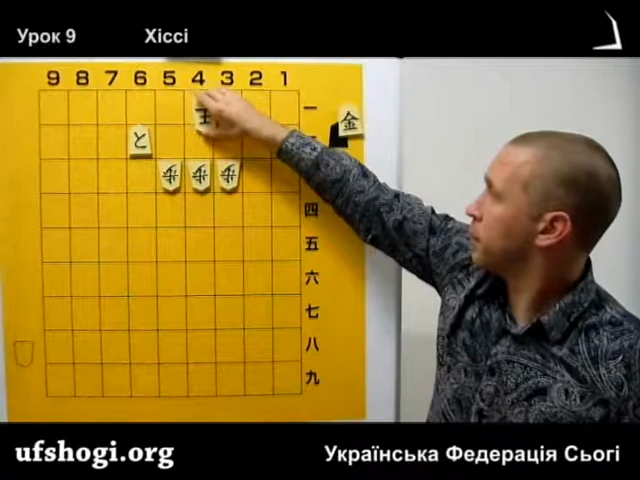 Урок 9 Хіссі
9 8 7 6 5 4 3 2 1
一
金
王
と
歩 歩 歩
四
五
六
七
八
九
ufshogi.org Українська Федерація Сьогі